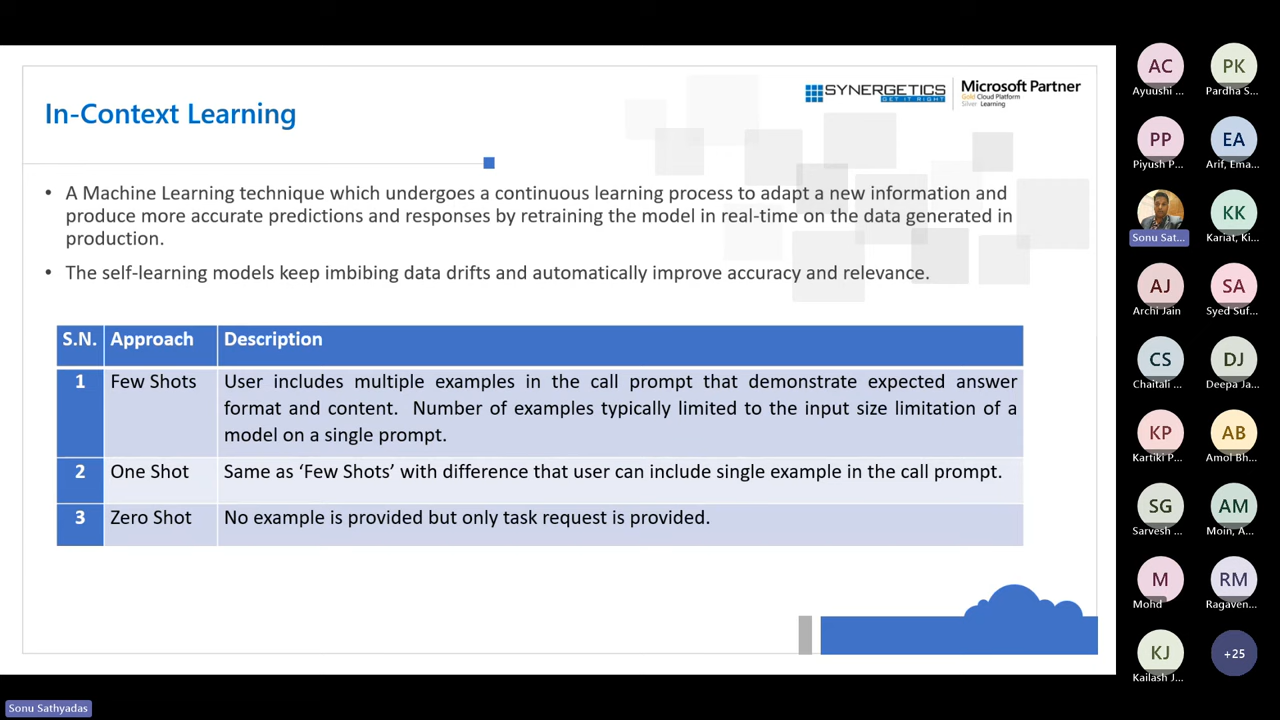 In-Context Learning
SYNERGETICS
GET IT RIGHT
Microsoft Partner
Gold Cloud Platform
Silver Learning
• A Machine Learning technique which undergoes a continuous learning process to adapt a new information and
produce more accurate predictions and responses by retraining the model in real-time on the data generated in
production.
• The self-learning models keep imbibing data drifts and automatically improve accuracy and relevance.
S.N. Approach Description
1 Few Shots User includes multiple examples in the call prompt that demonstrate expected answer
format and content. Number of examples typically limited to the input size limitation of a
model on a single prompt.
2 One Shot Same as ‘Few Shots’ with difference that user can include single example in the call prompt.
3 Zero Shot No example is provided but only task request is provided.
AC PK
Ayuushi ... Pardha S...
PP EA
Piyush P... Arif, Ema...
KK
Sonu Sat... Kariat, Ki...
AJ SA
Archi Jain Syed Suf...
CS DJ
Chaitali ... Deepa Ja...
KP AB
Kartiki P... Amol Bh...
SG AM
Sarvesh ... Moin, A...
M RM
Mohd Ragaven...
KJ +25
Kailash J...
Sonu Sathyadas